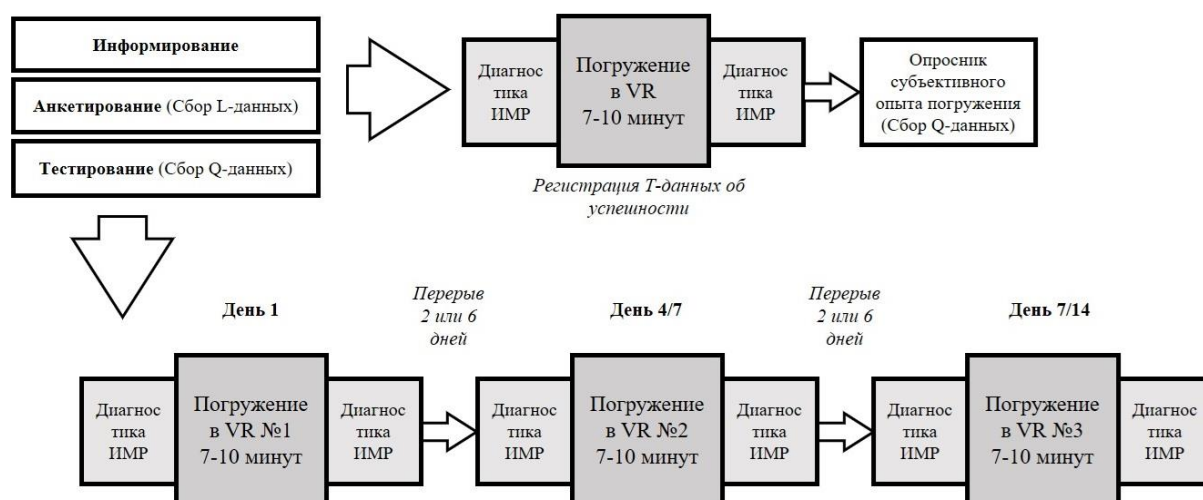 Информирование
Анкетирование (Сбор L-данных)
Тестирование (Сбор Q-данных)
Диагнос
тика
ИМР
Погружение
в VR
7-10 минут
Диагнос
тика
ИМР
Опросник
субъективного
опыта погружения
(Сбор Q-данных)
Регистрация Т-данных об
успешности
День 1
Перерыв
2 или 6
дней
День 4/7
Перерыв
2 или 6
дней
День 7/14
Диагнос
тика
ИМР
Погружение
в VR №1
7-10 минут
Диагнос
тика
ИМР
Диагнос
тика
ИМР
Погружение
в VR №2
7-10 минут
Диагнос
тика
ИМР
Диагнос
тика
ИМР
Погружение
в VR №3
7-10 минут
Диагнос
тика
ИМР